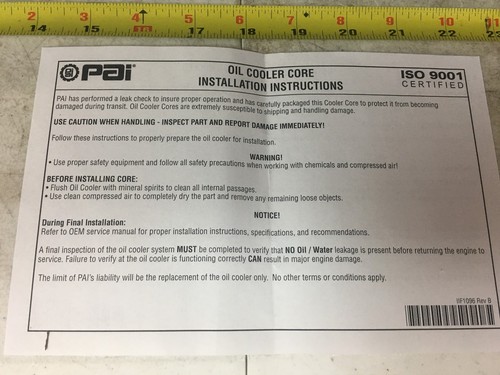 2 3 4 5 6 7 8 9 10 11
14 15 16 17 18 19 20 21 22
PAI
OIL COOLER CORE
INSTALLATION INSTRUCTIONS
ISO 9001
CERTIFIED
PAI has performed a leak check to insure proper operation and has carefully packaged this Cooler Core to protect it from becoming
damaged during transit. Oil Cooler Cores are extremely susceptible to shipping and handling damage.
USE CAUTION WHEN HANDLING - INSPECT PART AND REPORT DAMAGE IMMEDIATELY!
Follow these instructions to properly prepare the oil cooler for installation.
WARNING!
• Use proper safety equipment and follow all safety precautions when working with chemicals and compressed air!
BEFORE INSTALLING CORE:
• Flush Oil Cooler with mineral spirits to clean all internal passages.
• Use clean compressed air to completely dry the part and remove any remaining loose objects.
NOTICE!
During Final Installation:
Refer to OEM service manual for proper installation instructions, specifications, and recommendations.
A final inspection of the oil cooler system MUST be completed to verify that NO Oil / Water leakage is present before returning the engine to
service. Failure to verify at the oil cooler is functioning correctly CAN result in major engine damage.
The limit of PAI's liability will be the replacement of the oil cooler only. No other terms or conditions apply.
Rev B